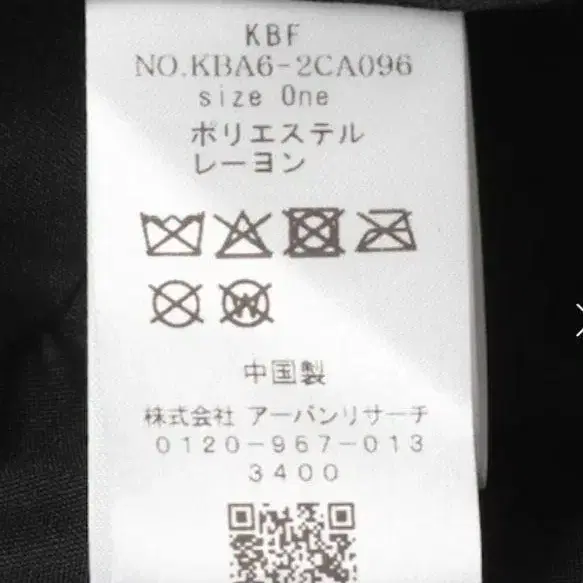 KBF
NO.KBA6-2CA096
size One
ポリエステル
レーヨン
W
中国製
株式会社 アーバンリサーチ
0120-967-013
3400